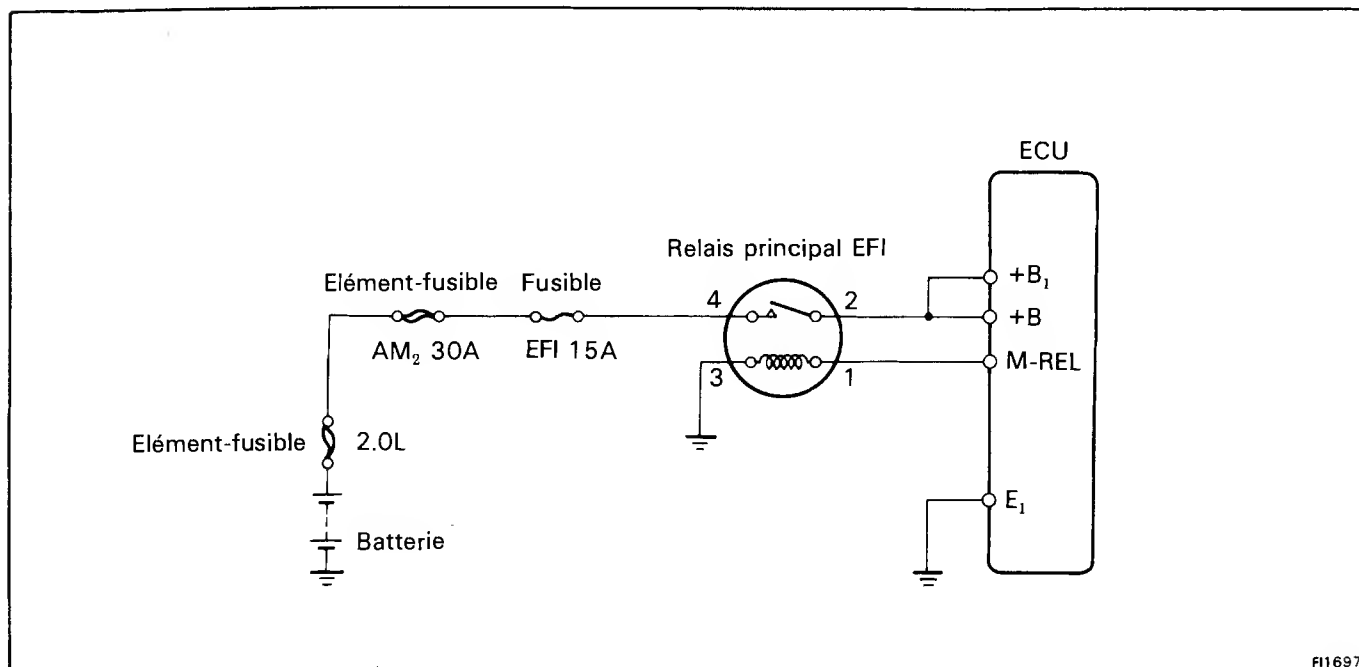 ECU
Relais principal EFI
+B₁
Elément-fusible Fusible
4 2
+B
AM₂ 30A EFI 15A
M-REL
3 1
Elément-fusible 2.0L
E₁
Batterie
FI1697